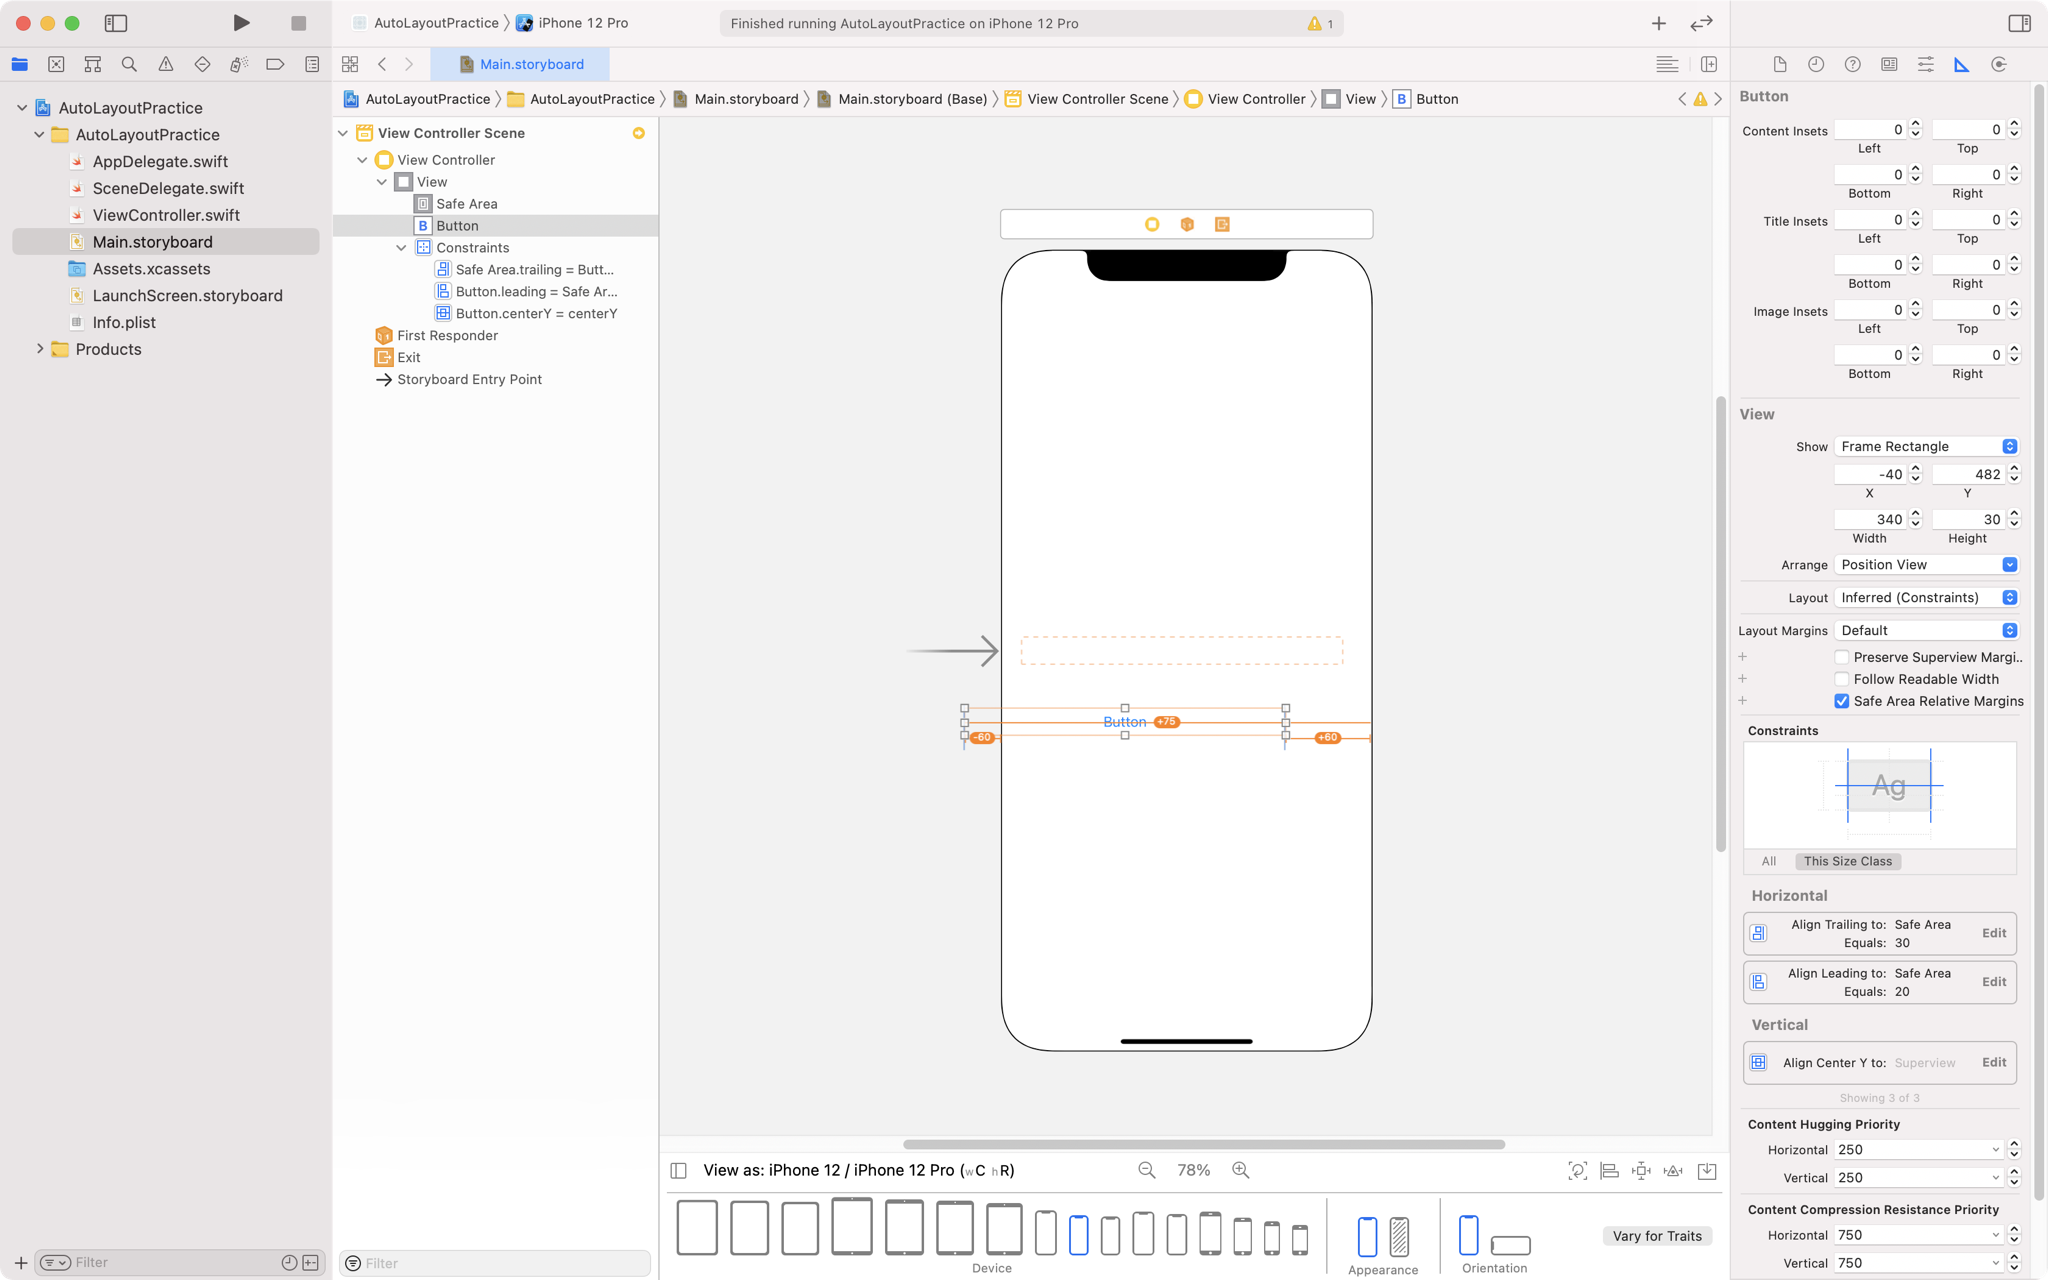 AutoLayoutPractice
iPhone 12 Pro
Finished running AutoLayoutPractice on iPhone 12 Pro
1
Main.storyboard
AutoLayoutPractice
AutoLayoutPractice
Main.storyboard
Main.storyboard (Base)
View Controller Scene
View Controller
View
B Button
AutoLayoutPractice
AutoLayoutPractice
AppDelegate.swift
SceneDelegate.swift
ViewController.swift
Main.storyboard
Assets.xcassets
LaunchScreen.storyboard
Info.plist
Products
Filter
View Controller Scene
View Controller
View
Safe Area
B Button
Constraints
Safe Area.trailing = Butt...
Button.leading = Safe Ar...
Button.centerY = centerY
First Responder
Exit
Storyboard Entry Point
Filter
Button +75
-60
+60
View as: iPhone 12 / iPhone 12 Pro (wC hR)
78%
Device
Appearance
Orientation
Vary for Traits
Button
Content Insets 0 0
Left Top
0 0
Bottom Right
Title Insets 0 0
Left Top
0 0
Bottom Right
Image Insets 0 0
Left Top
0 0
Bottom Right
View
Show Frame Rectangle
-40 482
X Y
340 30
Width Height
Arrange Position View
Layout Inferred (Constraints)
Layout Margins Default
Preserve Superview Margi..
Follow Readable Width
Safe Area Relative Margins
Constraints
Ag
All This Size Class
Horizontal
Align Trailing to: Safe Area
Equals: 30
Edit
Align Leading to: Safe Area
Equals: 20
Edit
Vertical
Align Center Y to: Superview Edit
Showing 3 of 3
Content Hugging Priority
Horizontal 250
Vertical 250
Content Compression Resistance Priority
Horizontal 750
Vertical 750